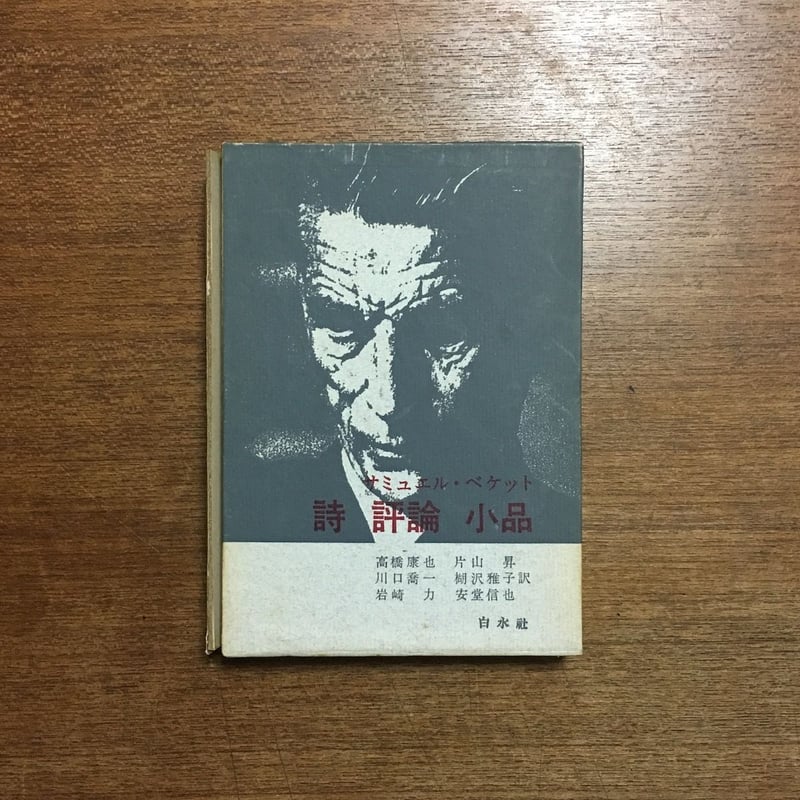 サミュエル・ベケット
詩 評論 小品
高橋康也 片山 昇
川口喬一 楜沢雅子訳
岩崎 力 安堂信也
白水社